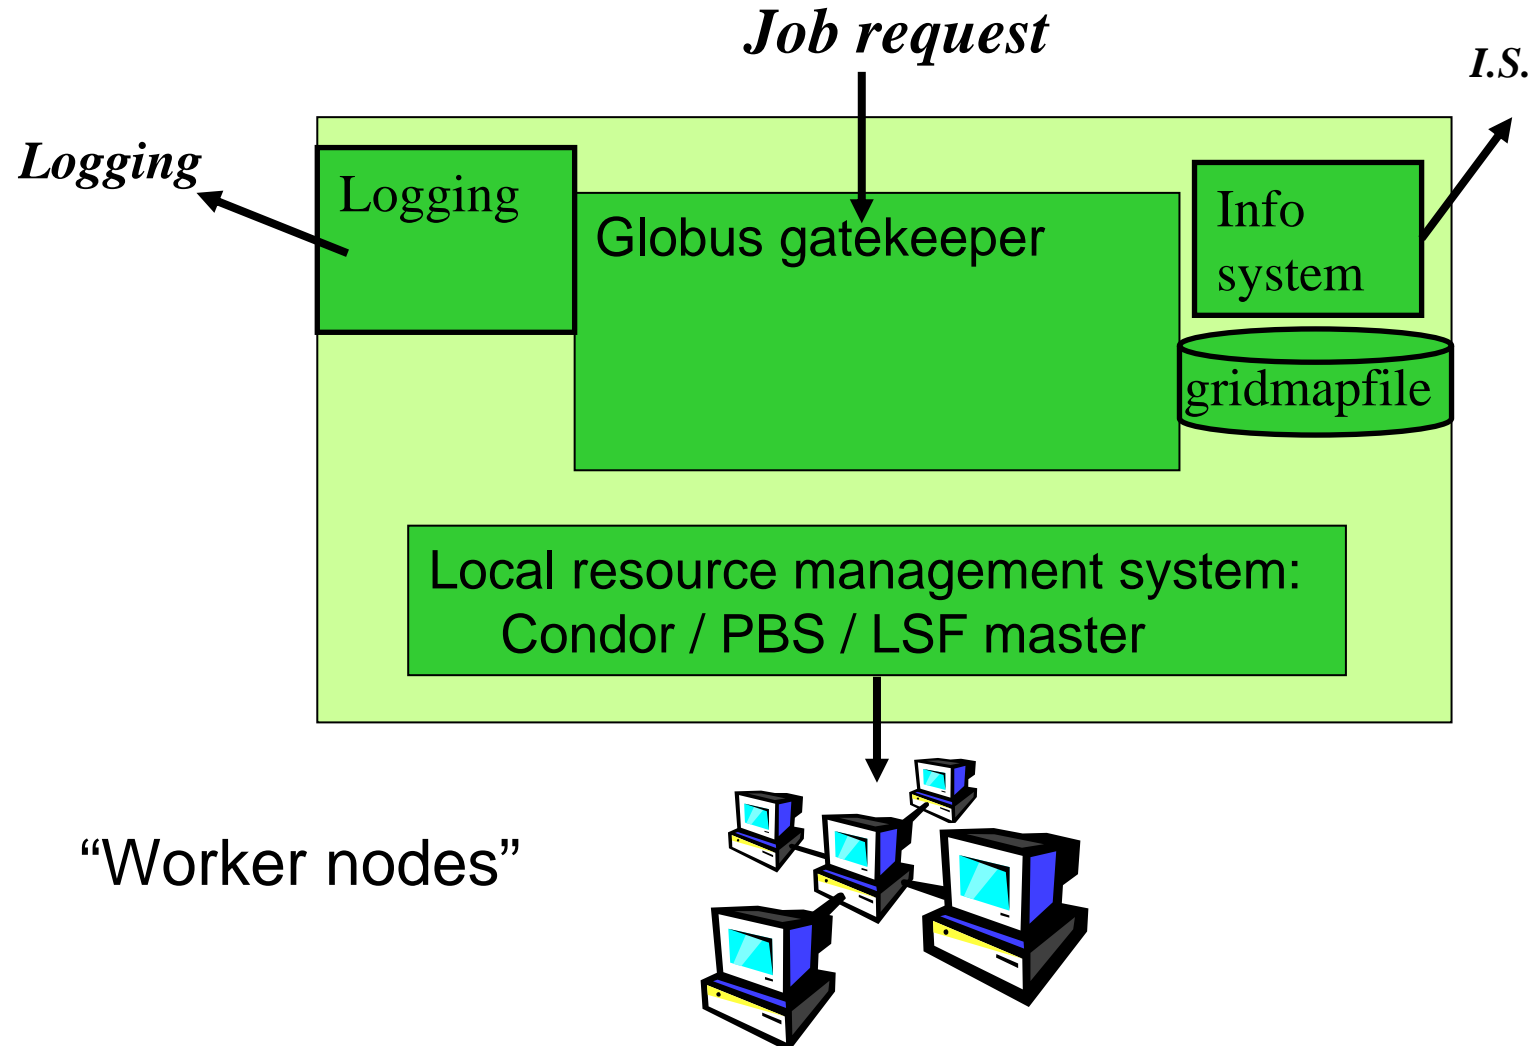 Job request
I.S.
Logging
Logging
Globus gatekeeper
Info
system
gridmapfile
Local resource management system:
Condor / PBS / LSF master
“Worker nodes”